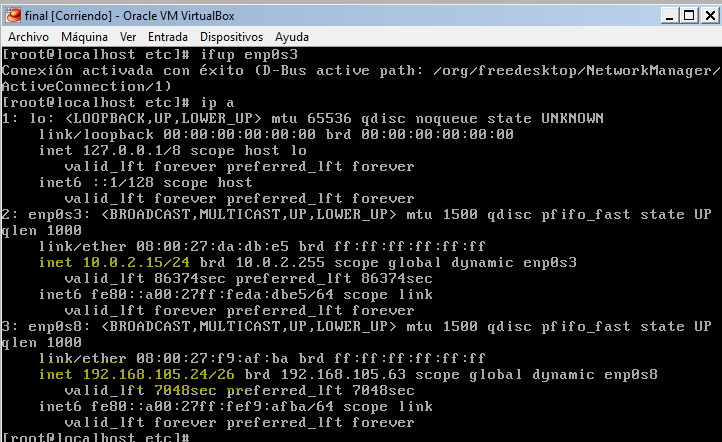 final [Corriendo] - Oracle VM VirtualBox
Archivo Máquina Ver Entrada Dispositivos Ayuda
[root@localhost etc]# ifup enp0s3
Conexión activada con éxito (D-Bus active path: /org/freedesktop/NetworkManager/
ActiveConnection/1)
[root@localhost etc]# ip a
1: lo: <LOOPBACK,UP,LOWER_UP> mtu 65536 qdisc noqueue state UNKNOWN
    link/loopback 00:00:00:00:00:00 brd 00:00:00:00:00:00
    inet 127.0.0.1/8 scope host lo
       valid_lft forever preferred_lft forever
    inet6 ::1/128 scope host
       valid_lft forever preferred_lft forever
2: enp0s3: <BROADCAST,MULTICAST,UP,LOWER_UP> mtu 1500 qdisc pfifo_fast state UP
qlen 1000
    link/ether 08:00:27:da:db:e5 brd ff:ff:ff:ff:ff:ff
    inet 10.0.2.15/24 brd 10.0.2.255 scope global dynamic enp0s3
       valid_lft 86374sec preferred_lft 86374sec
    inet6 fe80::a00:27ff:feda:dbe5/64 scope link
       valid_lft forever preferred_lft forever
3: enp0s8: <BROADCAST,MULTICAST,UP,LOWER_UP> mtu 1500 qdisc pfifo_fast state UP
qlen 1000
    link/ether 08:00:27:f9:af:ba brd ff:ff:ff:ff:ff:ff
    inet 192.168.105.24/26 brd 192.168.105.63 scope global dynamic enp0s8
       valid_lft 7048sec preferred_lft 7048sec
    inet6 fe80::a00:27ff:fef9:afba/64 scope link
       valid_lft forever preferred_lft forever
[root@localhost etc]#